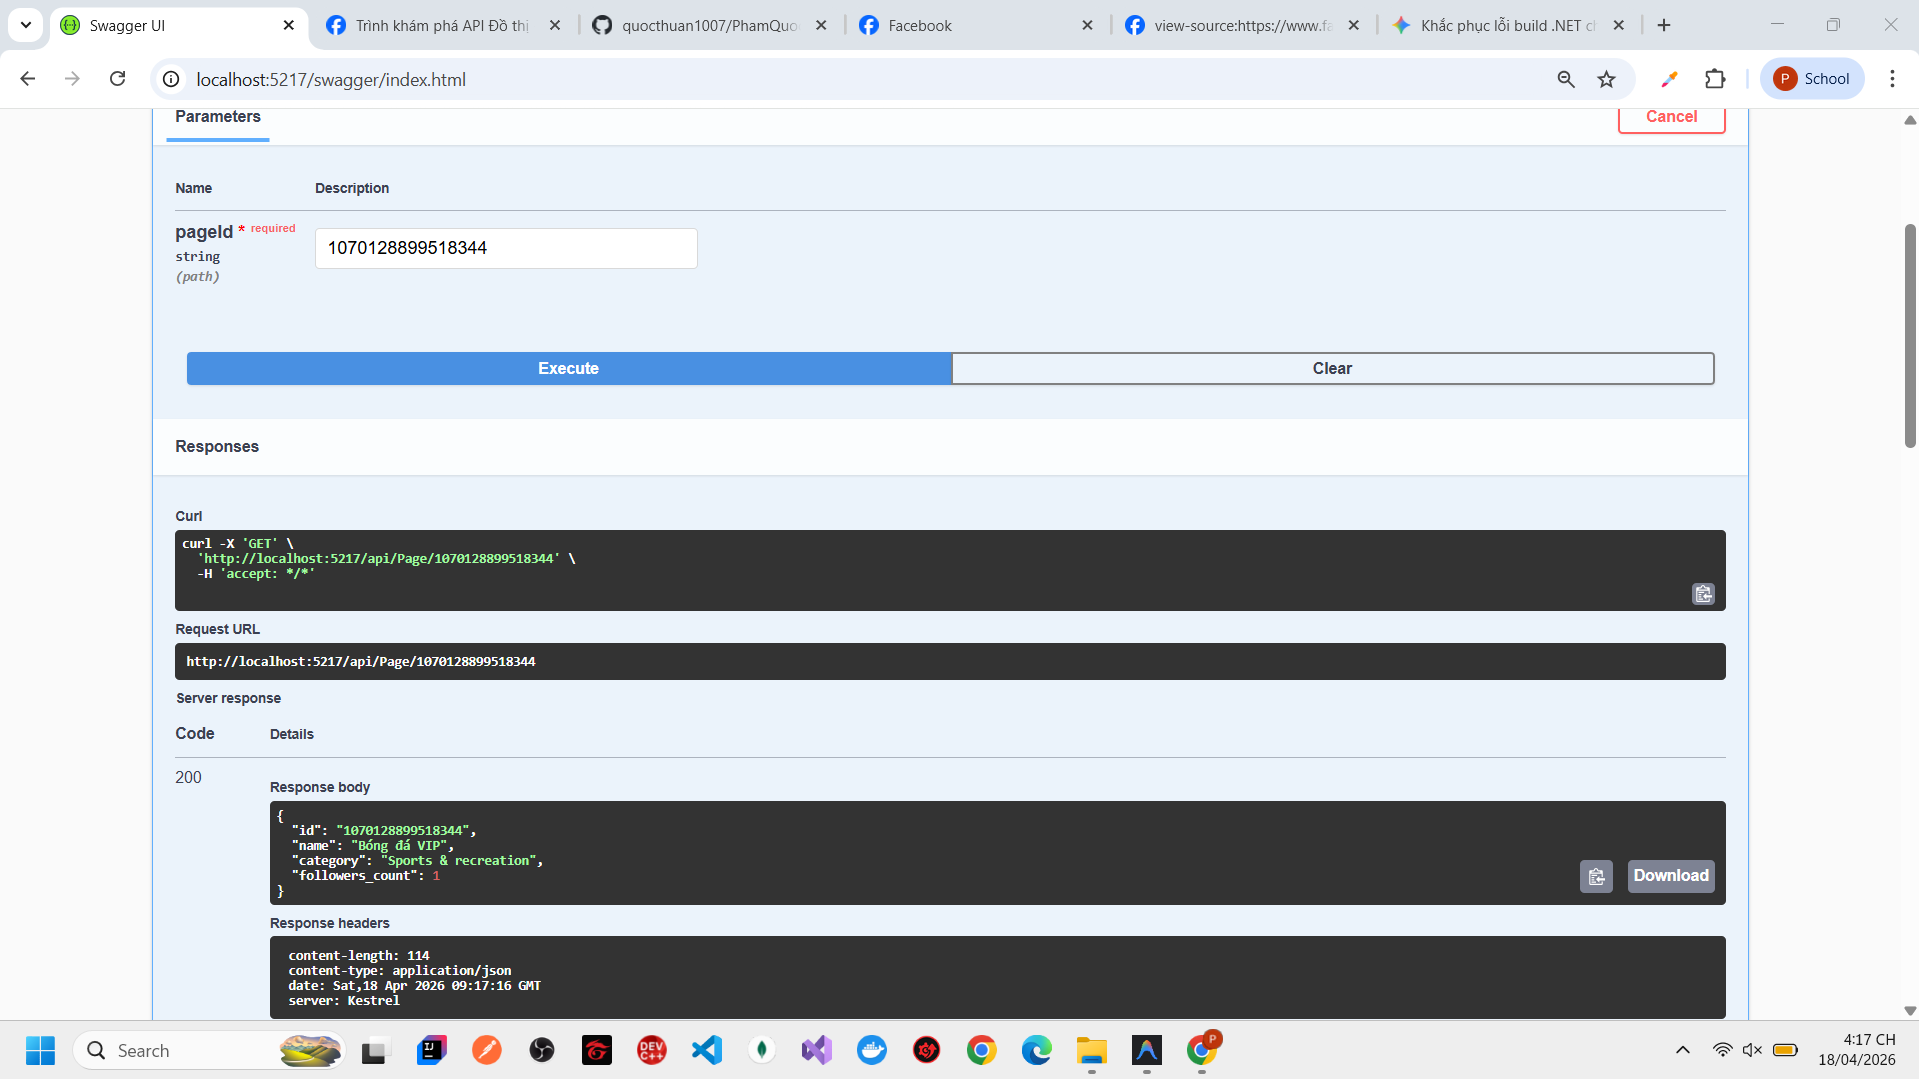 Swagger UI
Trình khám phá API Đồ thị
quocthuan1007/PhamQuo
Facebook
view-source:https://www.fa
Khắc phục lỗi build .NET ch
localhost:5217/swagger/index.html
P
School
Parameters
Cancel
Name
Description
pageId * required
1070128899518344
string
(path)
Execute
Clear
Responses
Curl
curl -X 'GET' \
'http://localhost:5217/api/Page/1070128899518344' \
-H 'accept: */*'
Request URL
http://localhost:5217/api/Page/1070128899518344
Server response
Code
Details
200
Response body
{
"id": "1070128899518344",
"name": "Bóng đá VIP",
"category": "Sports & recreation",
"followers_count": 1
}
Download
Response headers
content-length: 114
content-type: application/json
date: Sat,18 Apr 2026 09:17:16 GMT
server: Kestrel
Search
IJ
DEV
C++
P
4:17 CH
18/04/2026